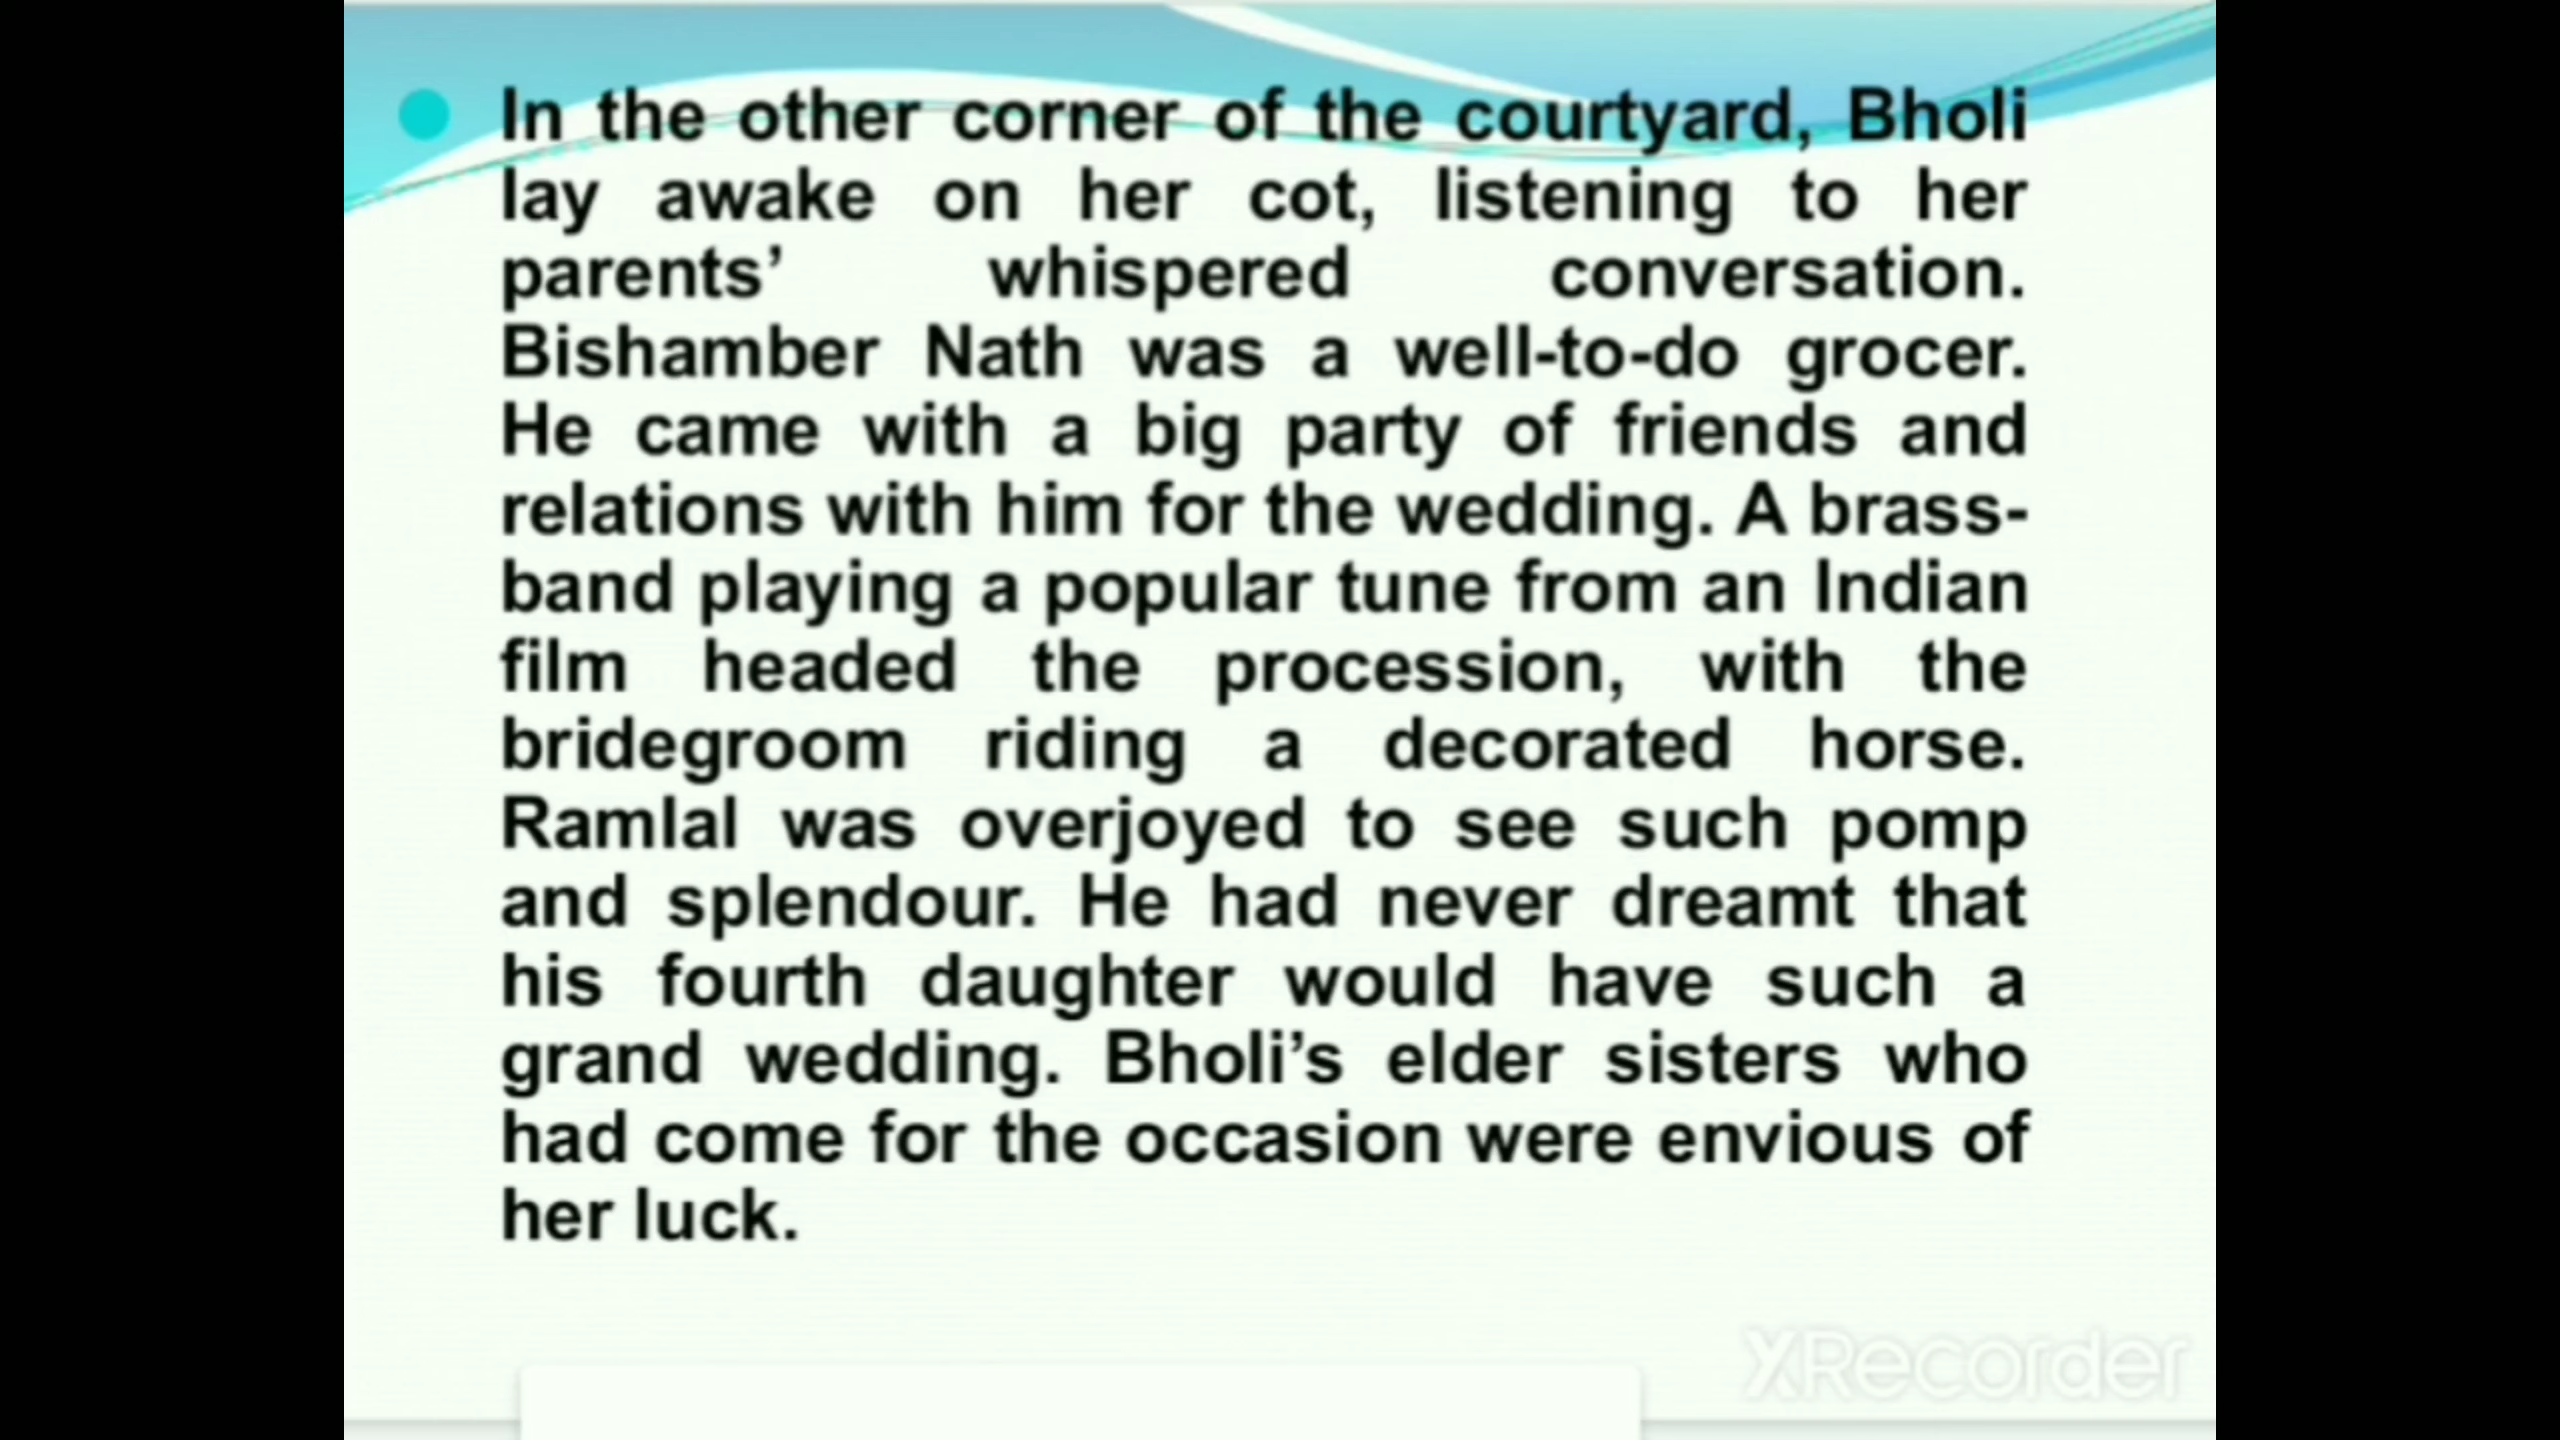 In the other corner of the courtyard, Bholi
lay awake on her cot, listening to her
parents’ whispered conversation.
Bishamber Nath was a well-to-do grocer.
He came with a big party of friends and
relations with him for the wedding. A brass-
band playing a popular tune from an Indian
film headed the procession, with the
bridegroom riding a decorated horse.
Ramlal was overjoyed to see such pomp
and splendour. He had never dreamt that
his fourth daughter would have such a
grand wedding. Bholi’s elder sisters who
had come for the occasion were envious of
her luck.
XRecorder